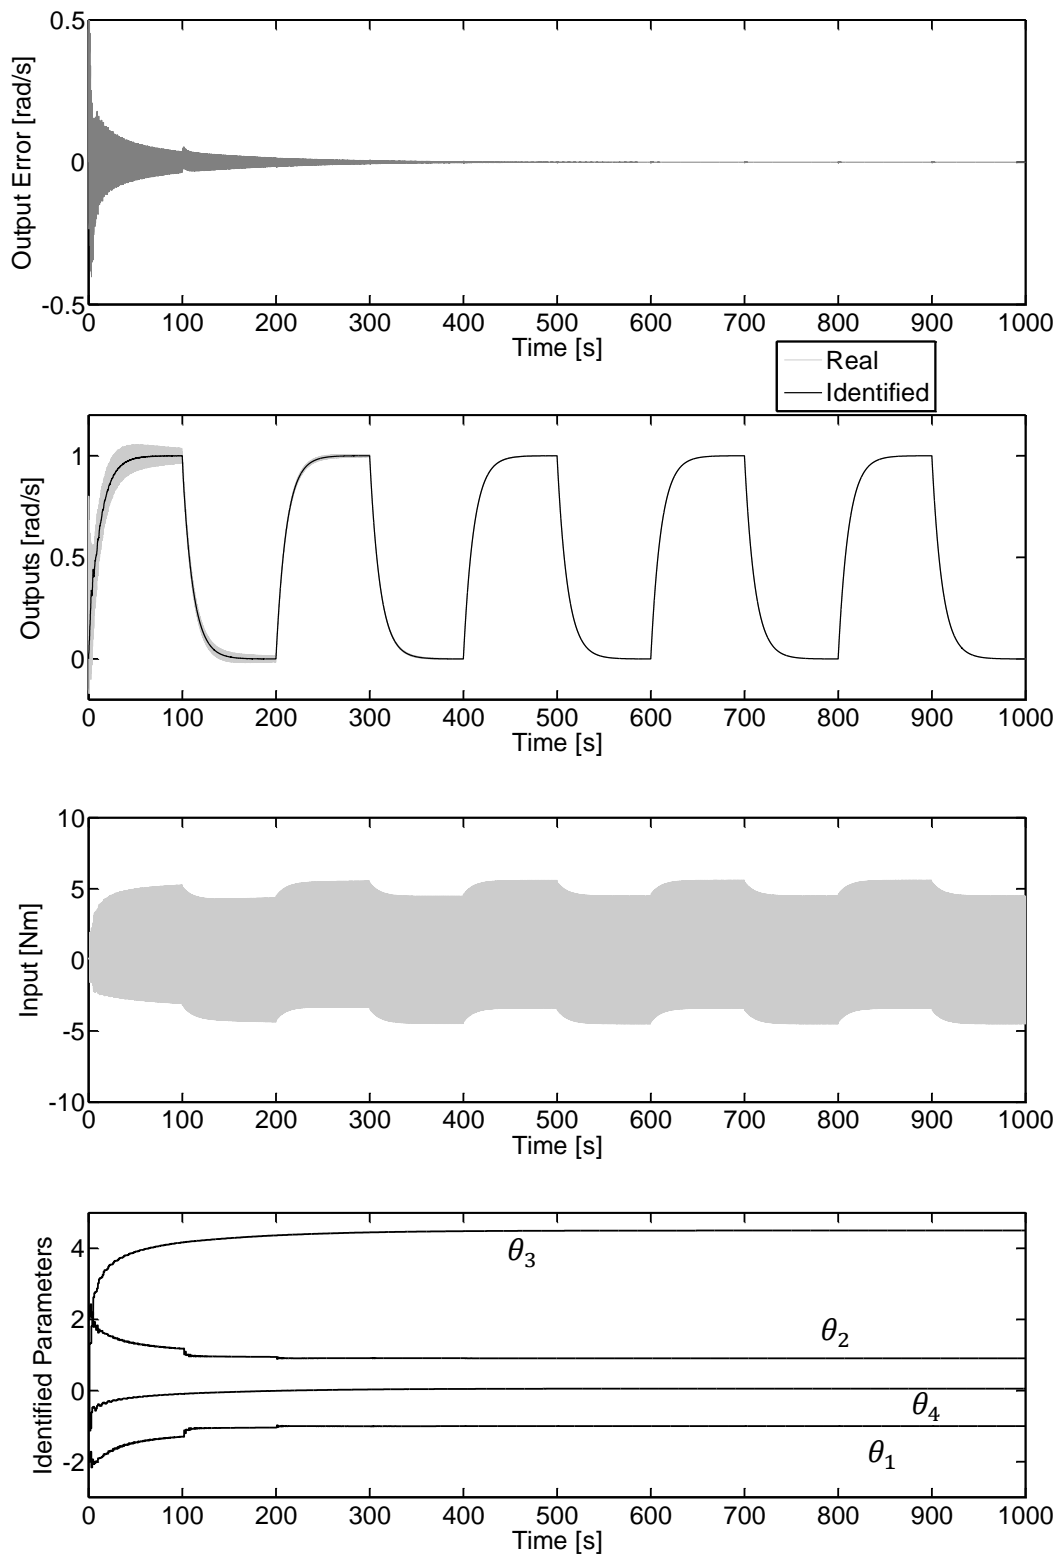 0.5
0
-0.5
Output Error [rad/s]
0 100 200 300 400 500 600 700 800 900 1000
Time [s]
Real
Identified
1
0.5
0
Outputs [rad/s]
0 100 200 300 400 500 600 700 800 900 1000
Time [s]
10
5
0
-5
-10
Input [Nm]
0 100 200 300 400 500 600 700 800 900 1000
Time [s]
4
2
0
-2
Identified Parameters
θ₃
θ₂
θ₄
θ₁
0 100 200 300 400 500 600 700 800 900 1000
Time [s]